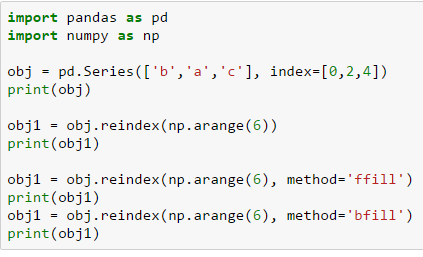 import pandas as pd
import numpy as np
obj = pd.Series(['b','a','c'], index=[0,2,4])
print(obj)
obj1 = obj.reindex(np.arange(6))
print(obj1)
obj1 = obj.reindex(np.arange(6), method='ffill')
print(obj1)
obj1 = obj.reindex(np.arange(6), method='bfill')
print(obj1)